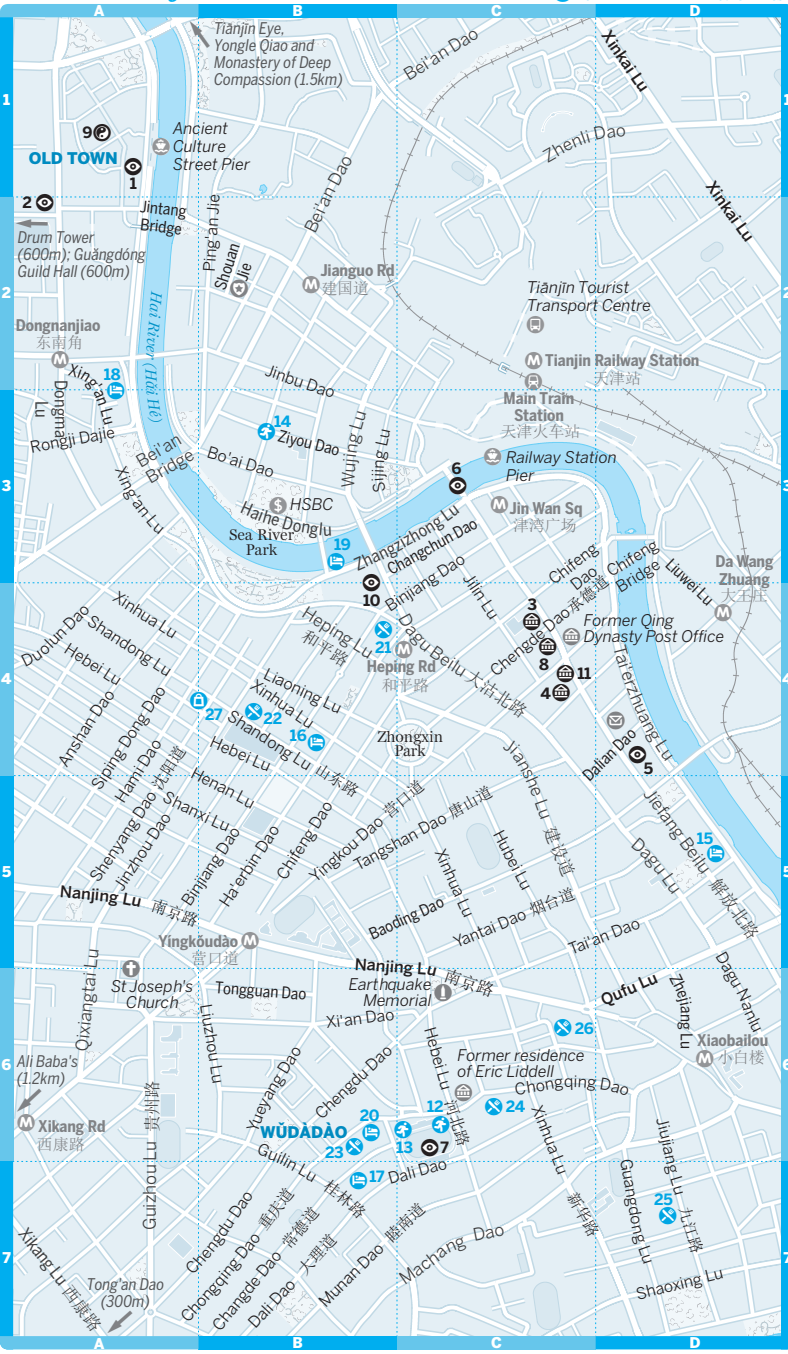 A
B
C
D
1
Tiānjīn Eye,
Yongle Qiao and
Monastery of Deep
Compassion (1.5km)
Bei'an Dao
Xinkai Lu
1
9
Ancient
Culture
Street Pier
OLD TOWN
1
Zhenli Dao
2
Jintang
Bridge
Ping'an Jie
Bei'an Dao
Xinkai Lu
Drum Tower
(600m); Guǎngdóng
Guild Hall (600m)
Shouan
Jie
Jianguo Rd
建国道
2
2
Tiānjīn Tourist
Transport Centre
Hai River (Hǎi Hé)
Dongnanjiao
东南角
Tianjin Railway Station
天津站
18
Xing'an Lu
Dongma
Lu
Jinbu Dao
Main Train
Station
天津火车站
14
Ziyou Dao
Wujing Lu
Sijing Lu
Rongji Dajie
Bei'an
Bridge
Bo'ai Dao
6
Railway Station
Pier
3
3
Xing'an Lu
HSBC
Haihe Donglu
Jin Wan Sq
津湾广场
Sea River
Park
19
Zhangzizhong Lu
Changchun Dao
10
Binjiang Dao
Jilin Lu
Chifeng
Dao
Chifeng
Bridge
Liuwei Lu
Da Wang
Zhuang
大王庄
Chengde Dao 承德道
3
Former Qing
Dynasty Post Office
8
11
4
Xinhua Lu
Duolun Dao
Shandong Lu
Hebei Lu
Heping Lu
和平路
21
Heping Rd
和平路
Dagu Beilu 大沽北路
4
4
Liaoning Lu
Xinhua Lu
27
22
16
Shandong Lu 山东路
Hebei Lu
Zhongxin
Park
Tai'erzhuang Lu
Dalian Dao
5
Anshan Dao
Siping Dong Dao
Hami Dao
Shenyang Dao 沈阳道
Jinzhou Dao
Henan Lu
Shanxi Lu
Binjiang Dao
Ha'erbin Dao
Chifeng Dao
Yingkou Dao 营口道
Tangshan Dao 唐山道
Jianshe Lu 建设道
Hubei Lu
Xinhua Lu
Jiefang Beilu 解放北路
15
Dagu Lu
5
5
Nanjing Lu 南京路
Baoding Dao
Yantai Dao 烟台道
Tai'an Dao
Yingkoudào
营口道
Nanjing Lu 南京路
Qufu Lu
Dagu Nanlu
St Joseph's
Church
Qixiangtai Lu
Tongguan Dao
Earthquake
Memorial
Xi'an Dao
Liuzhou Lu
26
Zhejiang Lu
Xiaobailou
小白楼
6
6
Ali Baba's
(1.2km)
Yueyang Dao
Chengdu Dao
Hebei Lu 河北路
Former residence
of Eric Liddell
Chongqing Dao
24
Xikang Rd
西康路
WǓDÀDÀO
20
12
23
13
7
Guizhou Lu 贵州路
Guilin Lu 桂林路
17
Dali Dao
Xinhua Lu 新华路
Jiujiang Lu 九江路
25
Guangdong Lu
Chengdu Dao
Chongqing Dao 重庆道
Changde Dao 常德道
Dali Dao 大理道
Munan Dao 睦南道
Machang Dao
Shaoxing Lu
7
7
Xikang Lu 西康路
Tong'an Dao
(300m)
A
B
C
D